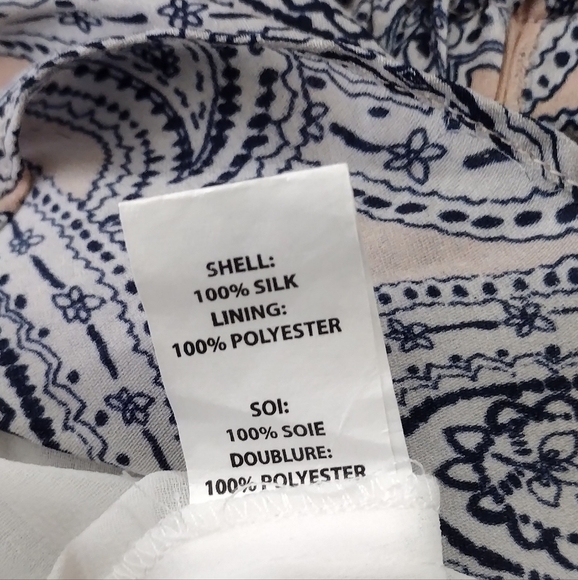 SHELL:
100% SILK
LINING:
100% POLYESTER
SOI:
100% SOIE
DOUBLURE:
100% POLYESTER